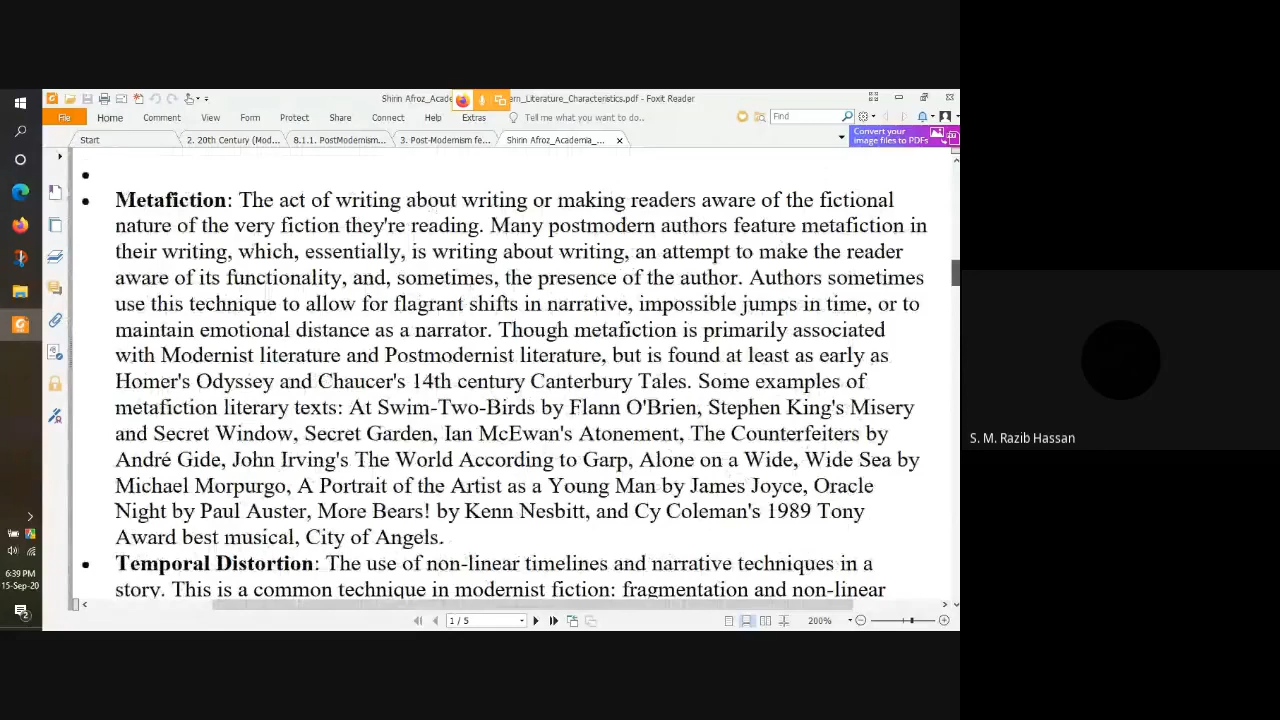 Shirin Afroz_Acade ern_Literature_Characteristics.pdf - Foxit Reader
File Home Comment View Form Protect Share Connect Help Extras Tell me what you want to do... Find
Convert your
image files to PDFs
Start 2. 20th Century (Mod... 8.1.1. PostModernism... 3. Post-Modernism fe... Shirin Afroz_Academia_...
Metafiction: The act of writing about writing or making readers aware of the fictional
nature of the very fiction they're reading. Many postmodern authors feature metafiction in
their writing, which, essentially, is writing about writing, an attempt to make the reader
aware of its functionality, and, sometimes, the presence of the author. Authors sometimes
use this technique to allow for flagrant shifts in narrative, impossible jumps in time, or to
maintain emotional distance as a narrator. Though metafiction is primarily associated
with Modernist literature and Postmodernist literature, but is found at least as early as
Homer's Odyssey and Chaucer's 14th century Canterbury Tales. Some examples of
metafiction literary texts: At Swim-Two-Birds by Flann O'Brien, Stephen King's Misery
and Secret Window, Secret Garden, Ian McEwan's Atonement, The Counterfeiters by
André Gide, John Irving's The World According to Garp, Alone on a Wide, Wide Sea by
Michael Morpurgo, A Portrait of the Artist as a Young Man by James Joyce, Oracle
Night by Paul Auster, More Bears! by Kenn Nesbitt, and Cy Coleman's 1989 Tony
Award best musical, City of Angels.
Temporal Distortion: The use of non-linear timelines and narrative techniques in a
story. This is a common technique in modernist fiction: fragmentation and non-linear
1 / 5 200%
6:39 PM
15-Sep-20
S. M. Razib Hassan